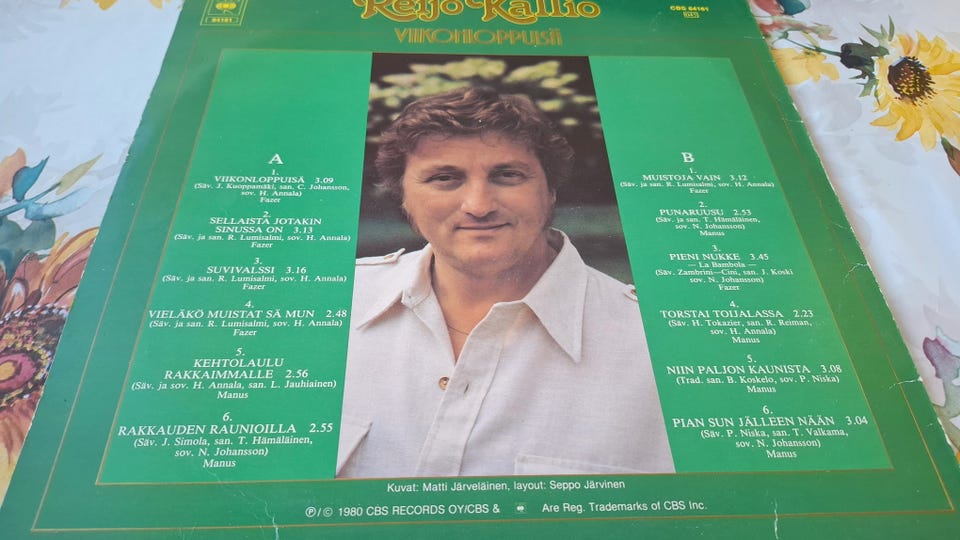 CBS
84161
Reijo Kallio
CBS 84161
VIIKONLOPPUISĀ
A
1.
VIIKONLOPPUISÄ 3.09
(Säv. J. Kuoppamäki, san. C. Johansson,
sov. H. Annala)
Fazer
2.
SELLAISTA JOTAKIN
SINUSSA ON 3.13
(Säv. ja san. R. Lumisalmi, sov. H. Annala)
Fazer
3.
SUVIVALSSI 3.16
(Säv. ja san. R. Lumisalmi, sov. H. Annala)
Fazer
4.
VIELÄKÖ MUISTAT SÄ MUN 2.48
(Säv. ja san. R. Lumisalmi, sov. H. Annala)
Fazer
5.
KEHTOLAULU
RAKKAIMMALLE 2.56
(Säv. ja sov. H. Annala, san. L. Jauhiainen)
Manus
6.
RAKKAUDEN RAUNIOILLA 2.55
(Säv. J. Simola, san. T. Hämäläinen,
sov. N. Johansson)
Manus
B
1.
MUISTOJA VAIN 3.12
(Säv. ja san. R. Lumisalmi, sov. H. Annala)
Fazer
2.
PUNARUUSU 2.53
(Säv. ja san. T. Hämäläinen,
sov. N. Johansson)
Manus
3.
PIENI NUKKE 3.45
— La Bambola —
(Säv. Zambrini—Cini, san. J. Koski
sov. N. Johansson)
Fazer
4.
TORSTAI TOIJALASSA 2.23
(Säv. H. Tokazier, san. R. Reiman,
sov. H. Annala)
Manus
5.
NIIN PALJON KAUNISTA 3.08
(Trad. san. B. Koskelo, sov. P. Niska)
Manus
6.
PIAN SUN JÄLLEEN NÄÄN 3.04
(Säv. P. Niska, san. T. Valkama,
sov. N. Johansson)
Manus
Kuvat: Matti Järveläinen, layout: Seppo Järvinen
℗/© 1980 CBS RECORDS OY/CBS & Are Reg. Trademarks of CBS Inc.